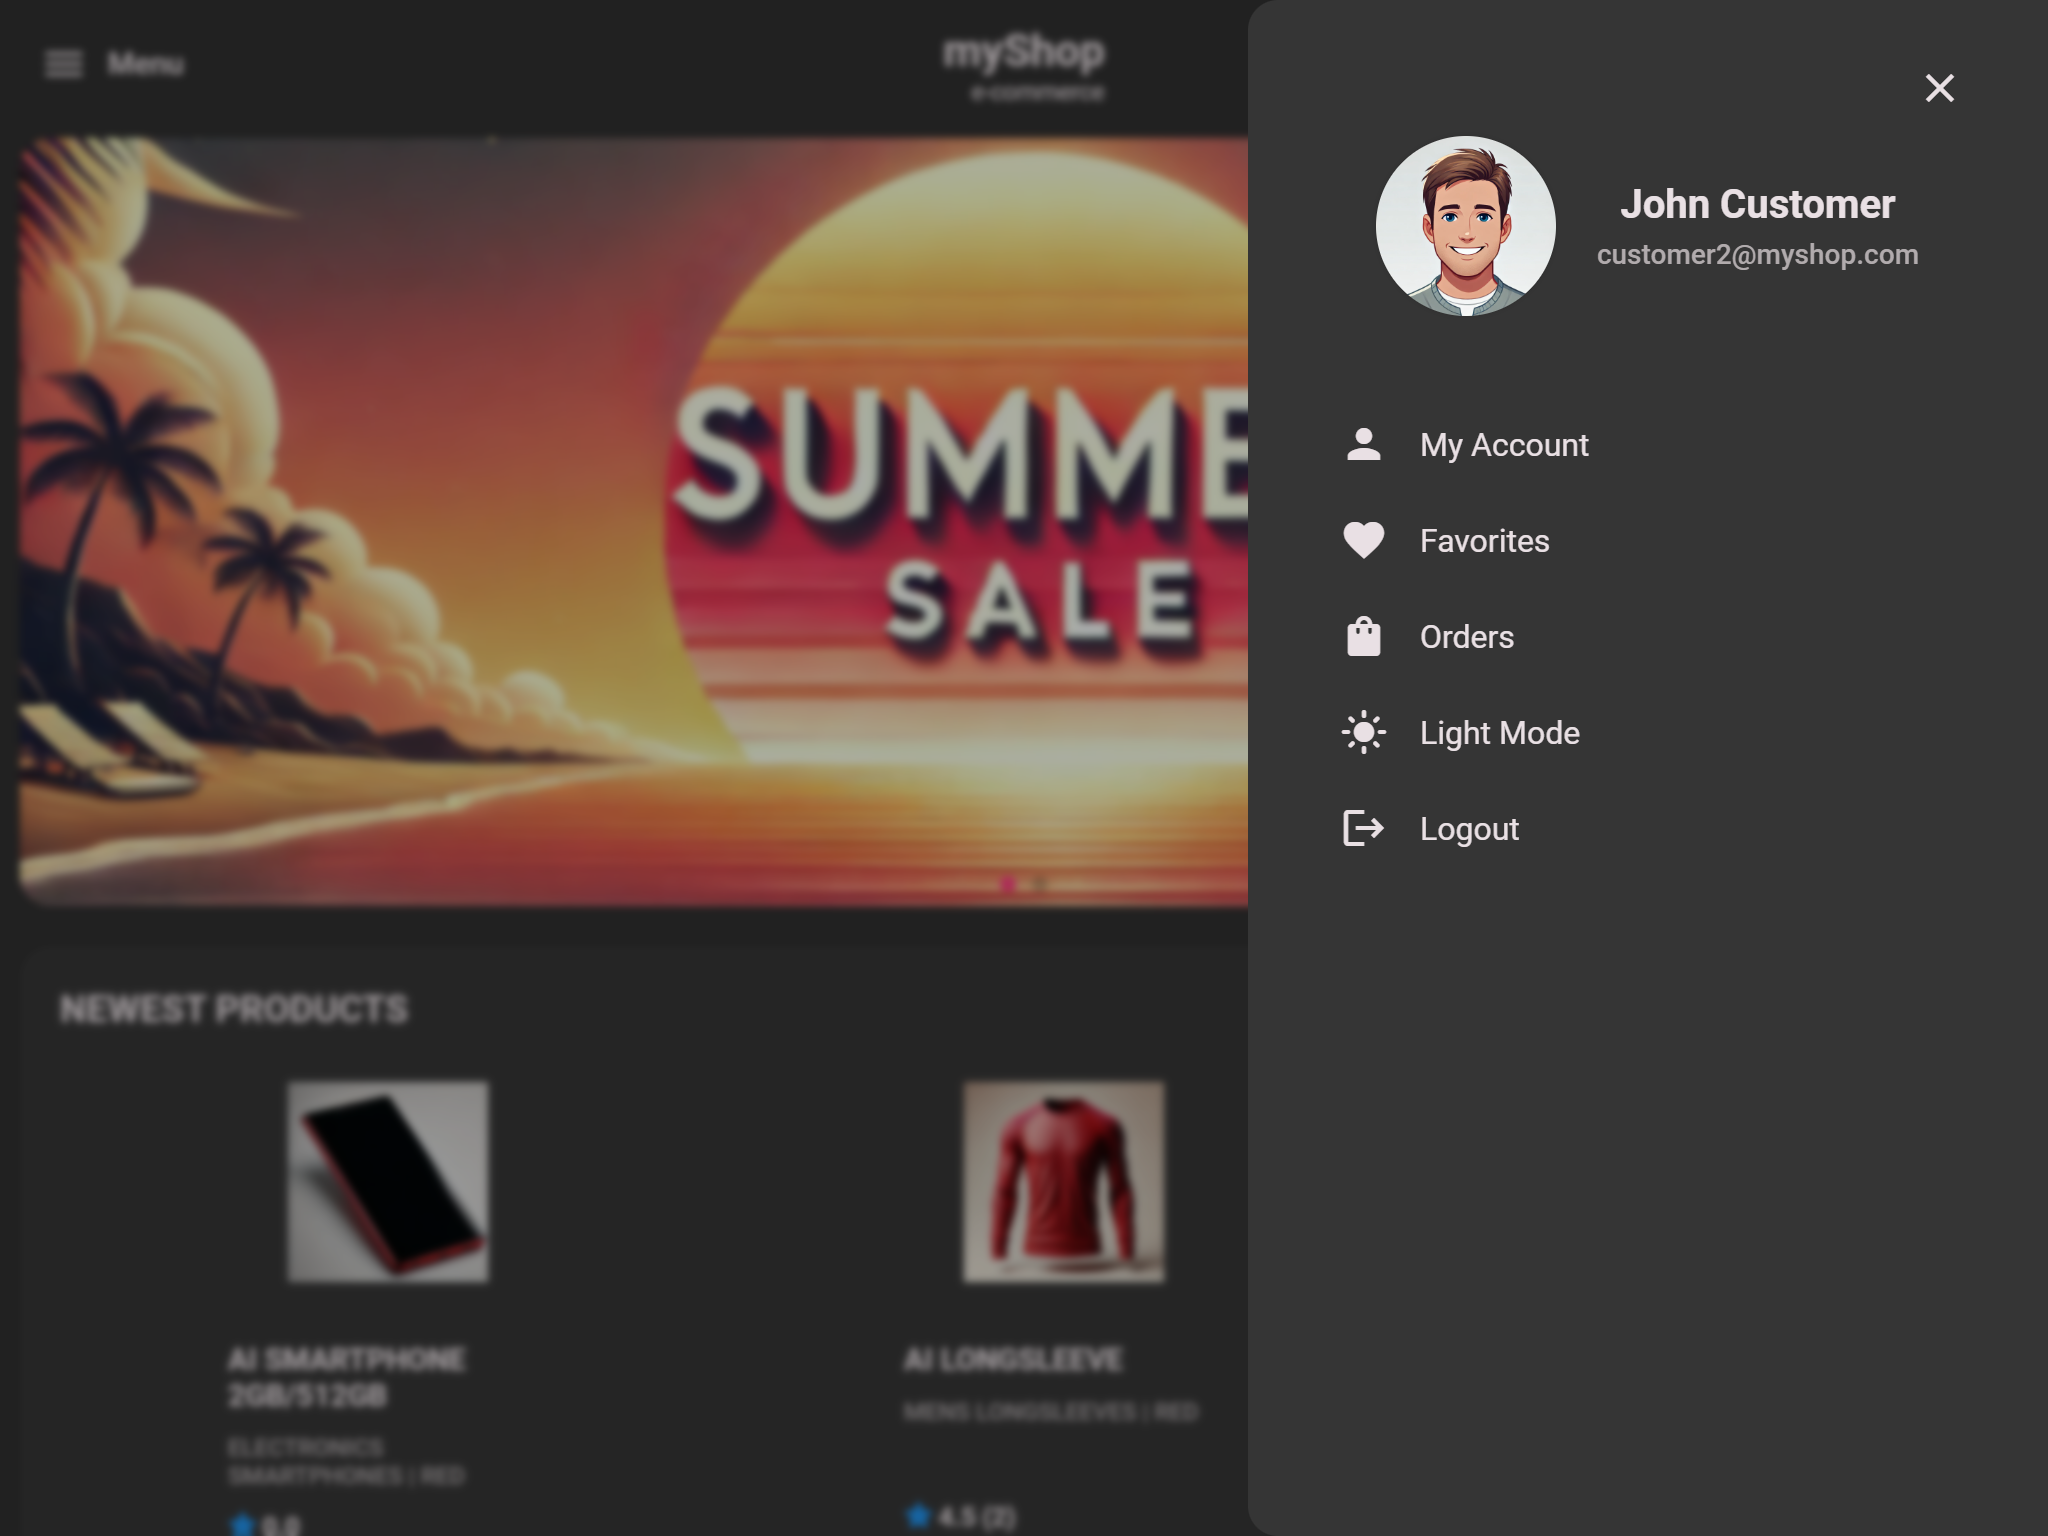 Menu
myShop
e-commerce
SUMME
SALE
NEWEST PRODUCTS
AI SMARTPHONE
2GB/512GB
ELECTRONICS
SMARTPHONES | RED
0.0
AI LONGSLEEVE
MENS LONGSLEEVES | RED
4.5 (2)
John Customer
customer2@myshop.com
My Account
Favorites
Orders
Light Mode
Logout